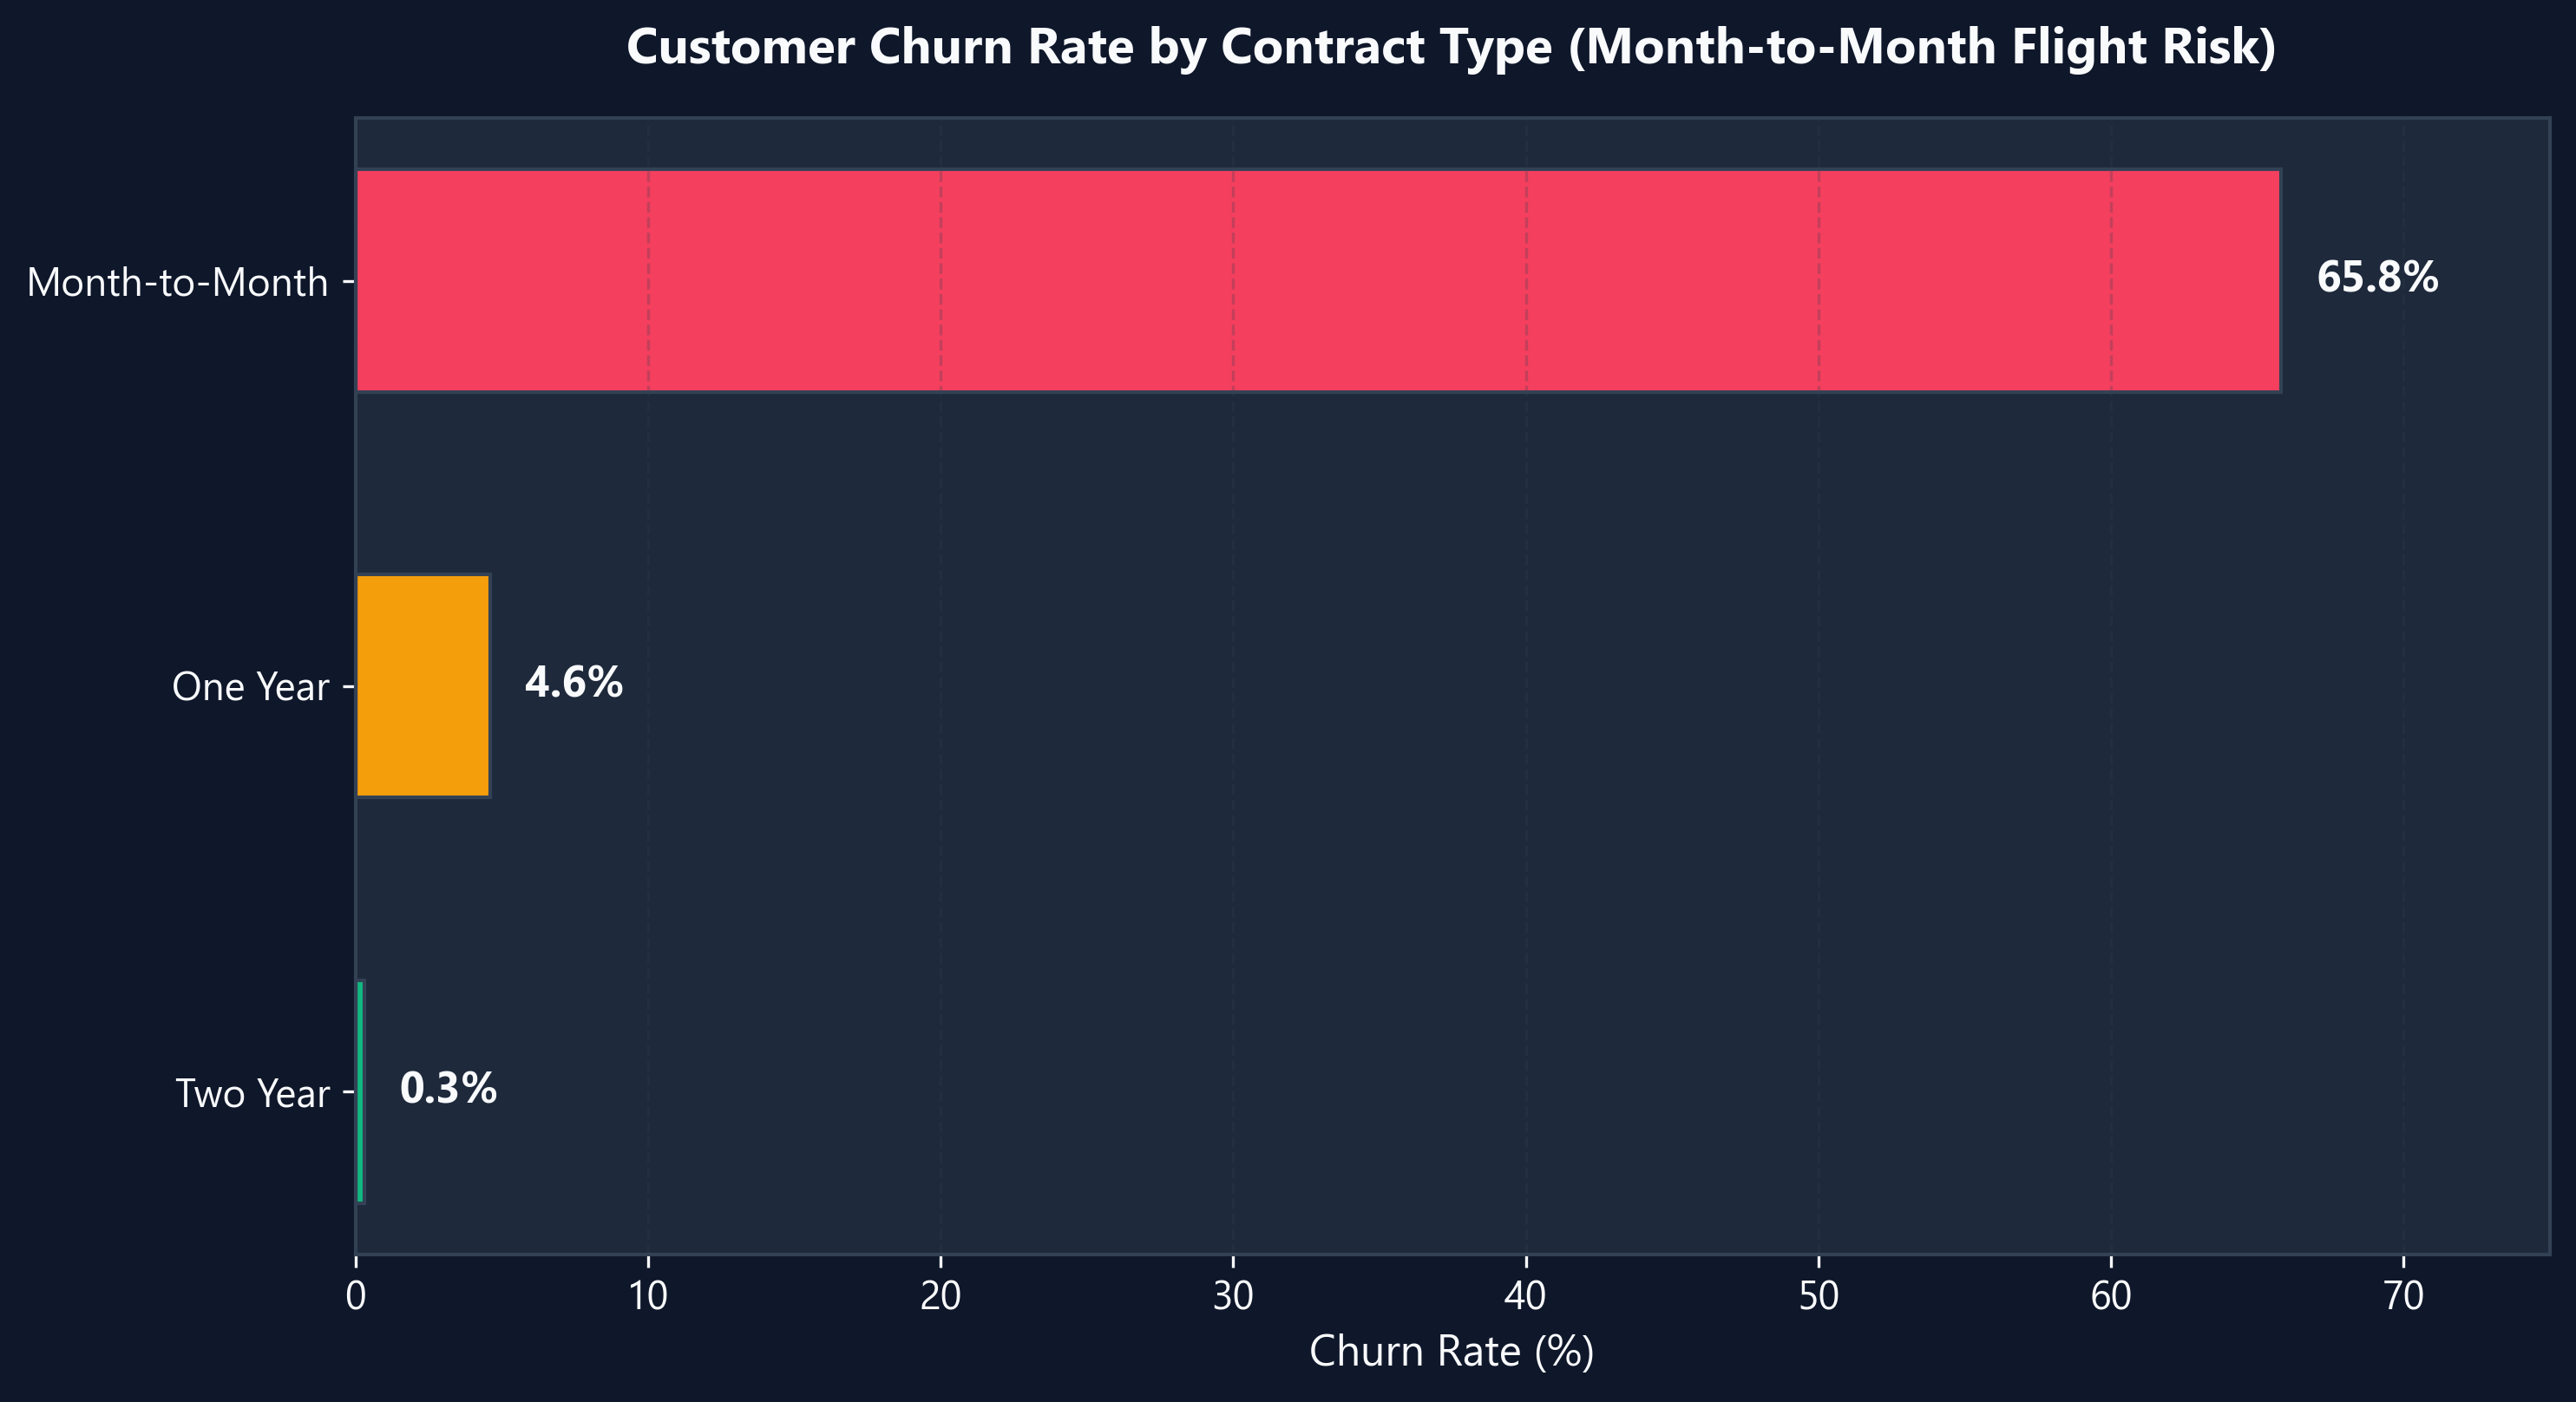 Customer Churn Rate by Contract Type (Month-to-Month Flight Risk)
Month-to-Month
65.8%
One Year
4.6%
Two Year
0.3%
0 10 20 30 40 50 60 70
Churn Rate (%)